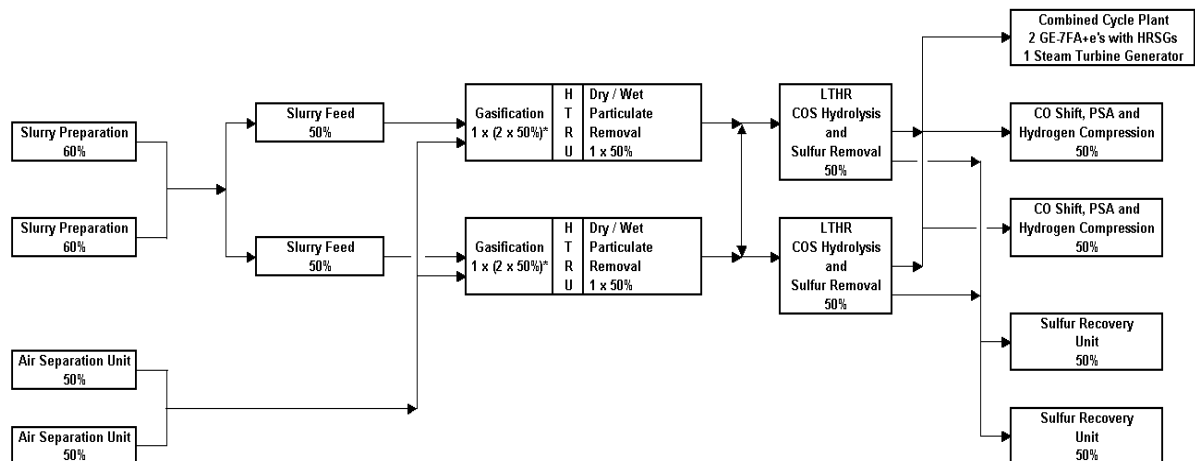 Combined Cycle Plant
2 GE-7FA+e's with HRSGs
1 Steam Turbine Generator
Slurry Preparation
60%
Slurry Preparation
60%
Air Separation Unit
50%
Air Separation Unit
50%
Slurry Feed
50%
Slurry Feed
50%
Gasification
1 x (2 x 50%)*
H
T
R
U
Dry / Wet
Particulate
Removal
1 x 50%
Gasification
1 x (2 x 50%)*
H
T
R
U
Dry / Wet
Particulate
Removal
1 x 50%
LTHR
COS Hydrolysis
and
Sulfur Removal
50%
LTHR
COS Hydrolysis
and
Sulfur Removal
50%
CO Shift, PSA and
Hydrogen Compression
50%
CO Shift, PSA and
Hydrogen Compression
50%
Sulfur Recovery
Unit
50%
Sulfur Recovery
Unit
50%